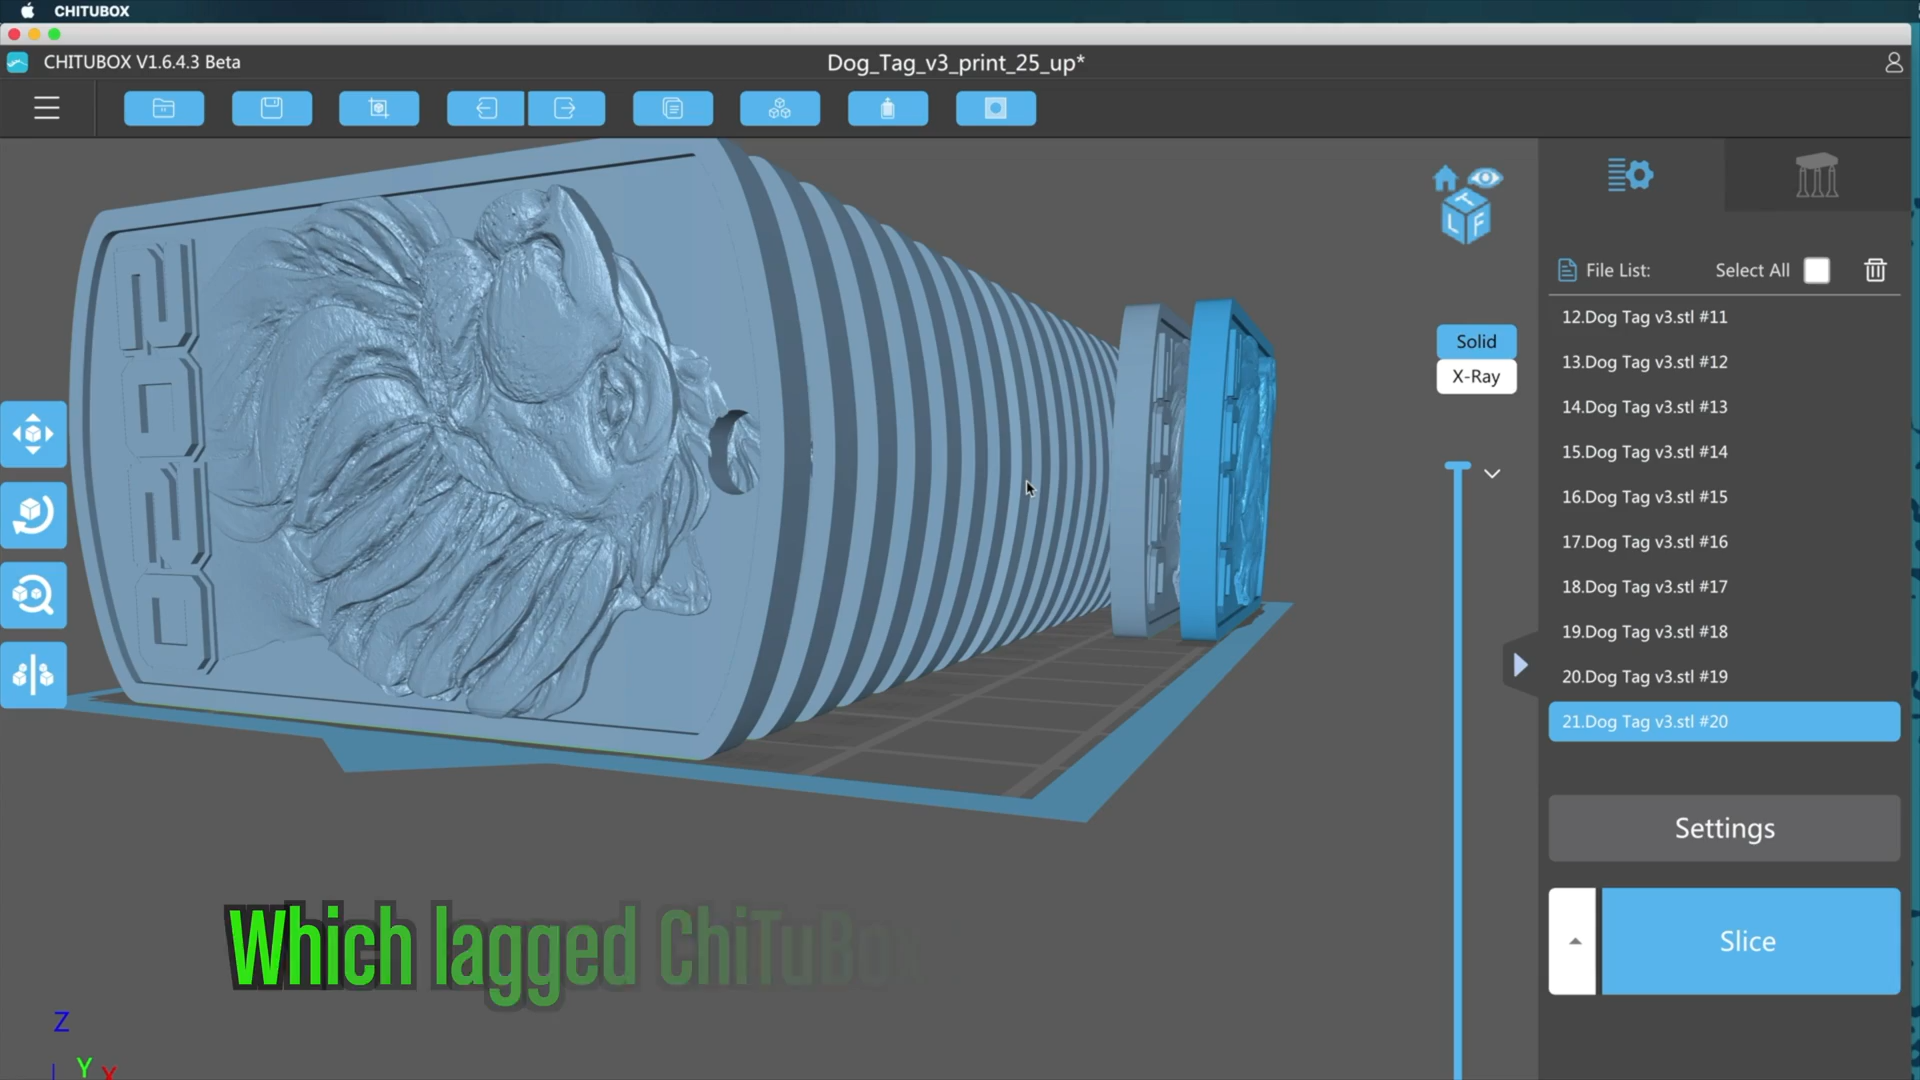 CHITUBOX
CHITUBOX V1.6.4.3 Beta
Dog_Tag_v3_print_25_up*
T
L F
File List:
Select All
Solid
X-Ray
12.Dog Tag v3.stl #11
13.Dog Tag v3.stl #12
14.Dog Tag v3.stl #13
15.Dog Tag v3.stl #14
16.Dog Tag v3.stl #15
17.Dog Tag v3.stl #16
18.Dog Tag v3.stl #17
19.Dog Tag v3.stl #18
20.Dog Tag v3.stl #19
21.Dog Tag v3.stl #20
Settings
Slice
Which lagged ChiTuBox
Z
Y
X